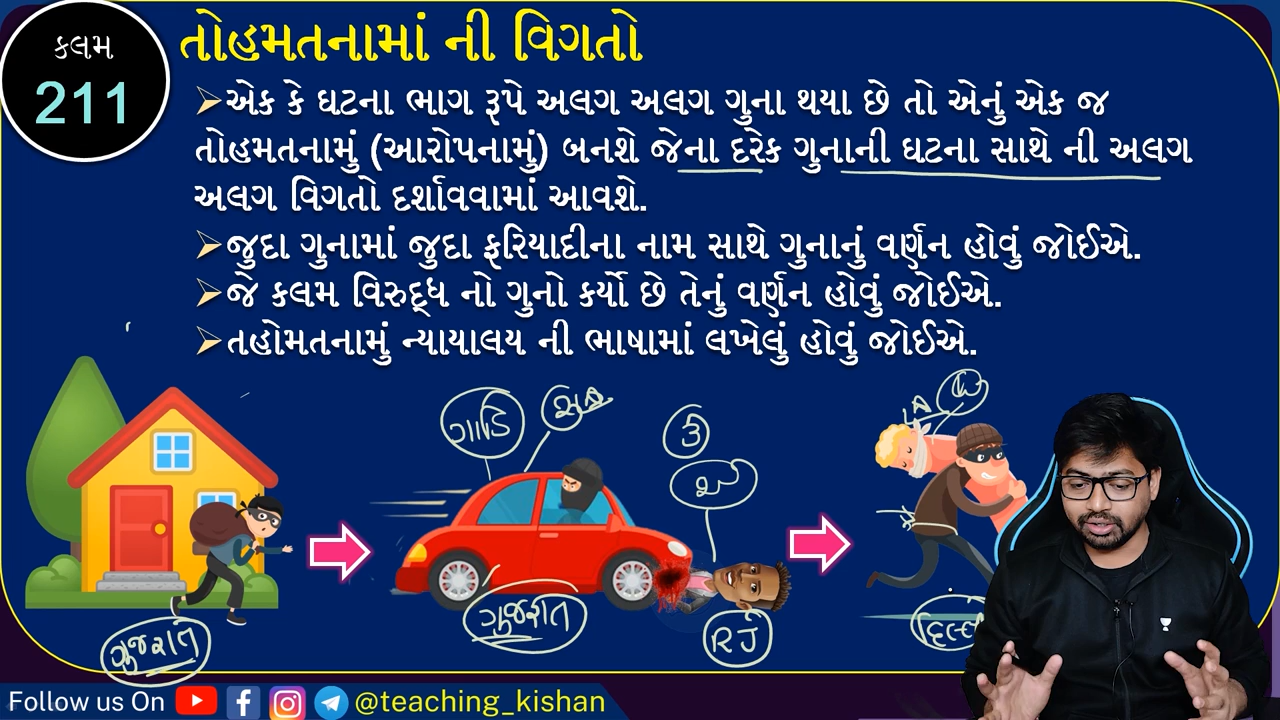 કલમ
211
તોહમતનામાં ની વિગતો
➢એક કે ઘટના ભાગ રૂપે અલગ અલગ ગુના થયા છે તો એનું એક જ
તોહમતનામું (આરોપનામું) બનશે જેના દરેક ગુનાની ઘટના સાથે ની અલગ
અલગ વિગતો દર્શાવવામાં આવશે.
➢જુદા ગુનામાં જુદા ફરિયાદીના નામ સાથે ગુનાનું વર્ણન હોવું જોઈએ.
➢જે કલમ વિરુદ્ધ નો ગુનો કર્યો છે તેનું વર્ણન હોવું જોઈએ.
➢તહોમતનામું ન્યાયાલય ની ભાષામાં લખેલું હોવું જોઈએ.
ગાડિ
ગુજરાત
ગુજરાત
RJ
Follow us On @teaching_kishan